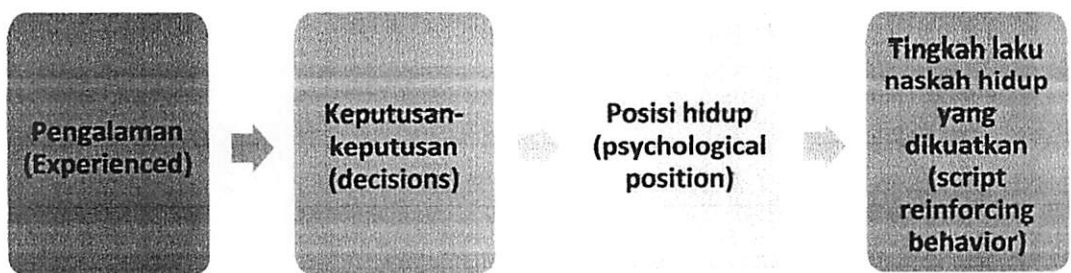 Pengalaman
(Experienced)
Keputusan-
keputusan
(decisions)
Posisi hidup
(psychological
position)
Tingkah laku
naskah hidup
yang
dikuatkan
(script
reinforcing
behavior)